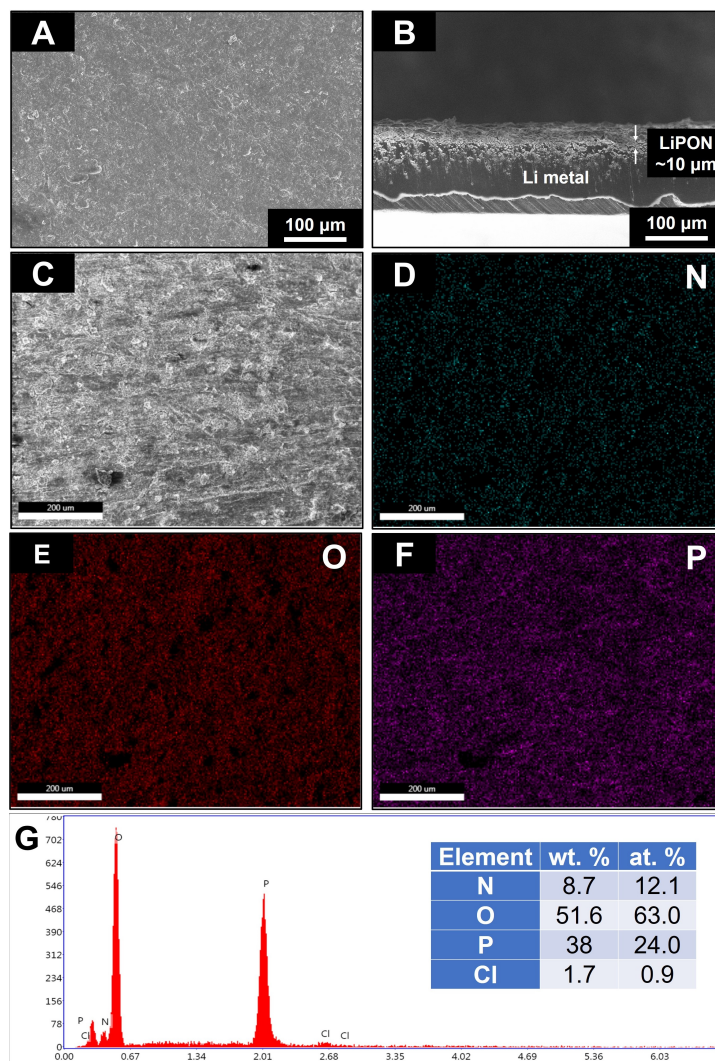 A
100 µm
B
LiPON
~10 µm
Li metal
100 µm
C
200 um
D
N
200 um
E
O
200 um
F
P
200 um
G
780
702
624
546
468
390
312
234
156
78
0
0.00 0.67 1.34 2.01 2.68 3.35 4.02 4.69 5.36 6.03
O
P
P
Cl
N
Cl
Cl
Element wt. % at. %
N 8.7 12.1
O 51.6 63.0
P 38 24.0
Cl 1.7 0.9